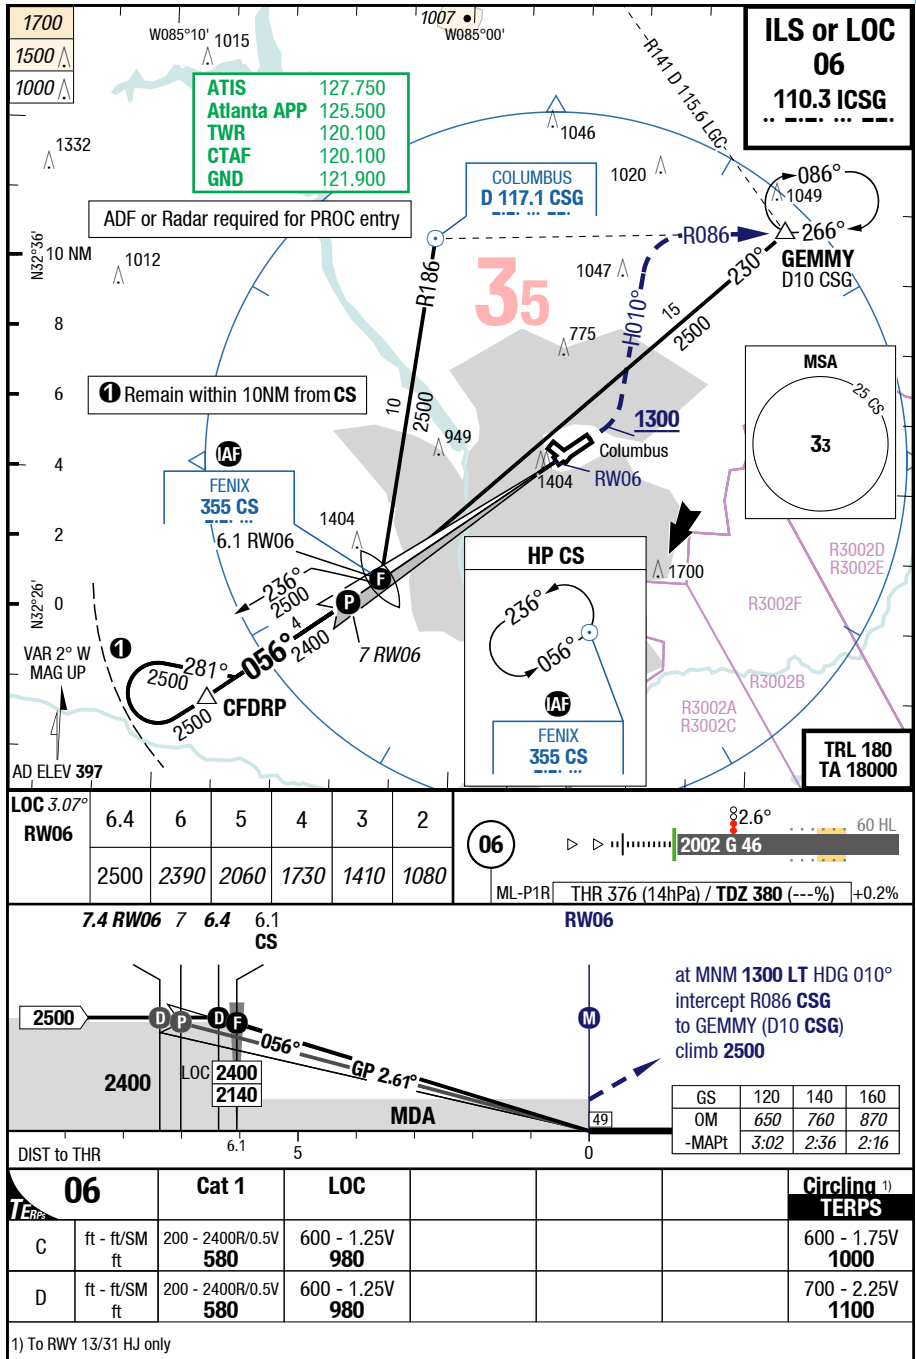 1700
1500
1000
W085°10'
1015
1007
W085°00'
ILS or LOC
06
110.3 ICSG
R141 D 115.6 LGC
ATIS 127.750
Atlanta APP 125.500
TWR 120.100
CTAF 120.100
GND 121.900
1332
1046
1020
COLUMBUS
D 117.1 CSG
086°
1049
ADF or Radar required for PROC entry
R086
266°
GEMMY
D10 CSG
N32°36'
10 NM
1012
R186
35
1047
H010°
230°
15
2500
8
775
MSA
25 CS
33
6
1 Remain within 10NM from CS
10
2500
1300
949
Columbus
4
IAF
1404
RW06
FENIX
355 CS
1404
6.1 RW06
2
HP CS
R3002D
R3002E
1700
236°
2500
F
P
N32°26'
0
4
2400
7 RW06
236°
056°
R3002F
1
VAR 2° W
MAG UP
281°
056°
2500
CFDRP
2500
R3002B
R3002A
R3002C
IAF
FENIX
355 CS
AD ELEV 397
TRL 180
TA 18000
LOC 3.07°
RW06
6.4 6 5 4 3 2
2500 2390 2060 1730 1410 1080
06
2.6°
60 HL
2002 G 46
ML-P1R
THR 376 (14hPa) / TDZ 380 (---%)
+0.2%
7.4 RW06 7 6.4 6.1
CS
RW06
at MNM 1300 LT HDG 010°
intercept R086 CSG
to GEMMY (D10 CSG)
climb 2500
2500
D P D F
M
056°
GP 2.61°
2400
LOC 2400
2140
MDA
49
GS 120 140 160
OM 650 760 870
-MAPt 3:02 2:36 2:16
DIST to THR
6.1
5
0
TERPs
06
Cat 1
LOC
Circling 1)
TERPS
C
ft - ft/SM
ft
200 - 2400R/0.5V
580
600 - 1.25V
980
600 - 1.75V
1000
D
ft - ft/SM
ft
200 - 2400R/0.5V
580
600 - 1.25V
980
700 - 2.25V
1100
1) To RWY 13/31 HJ only